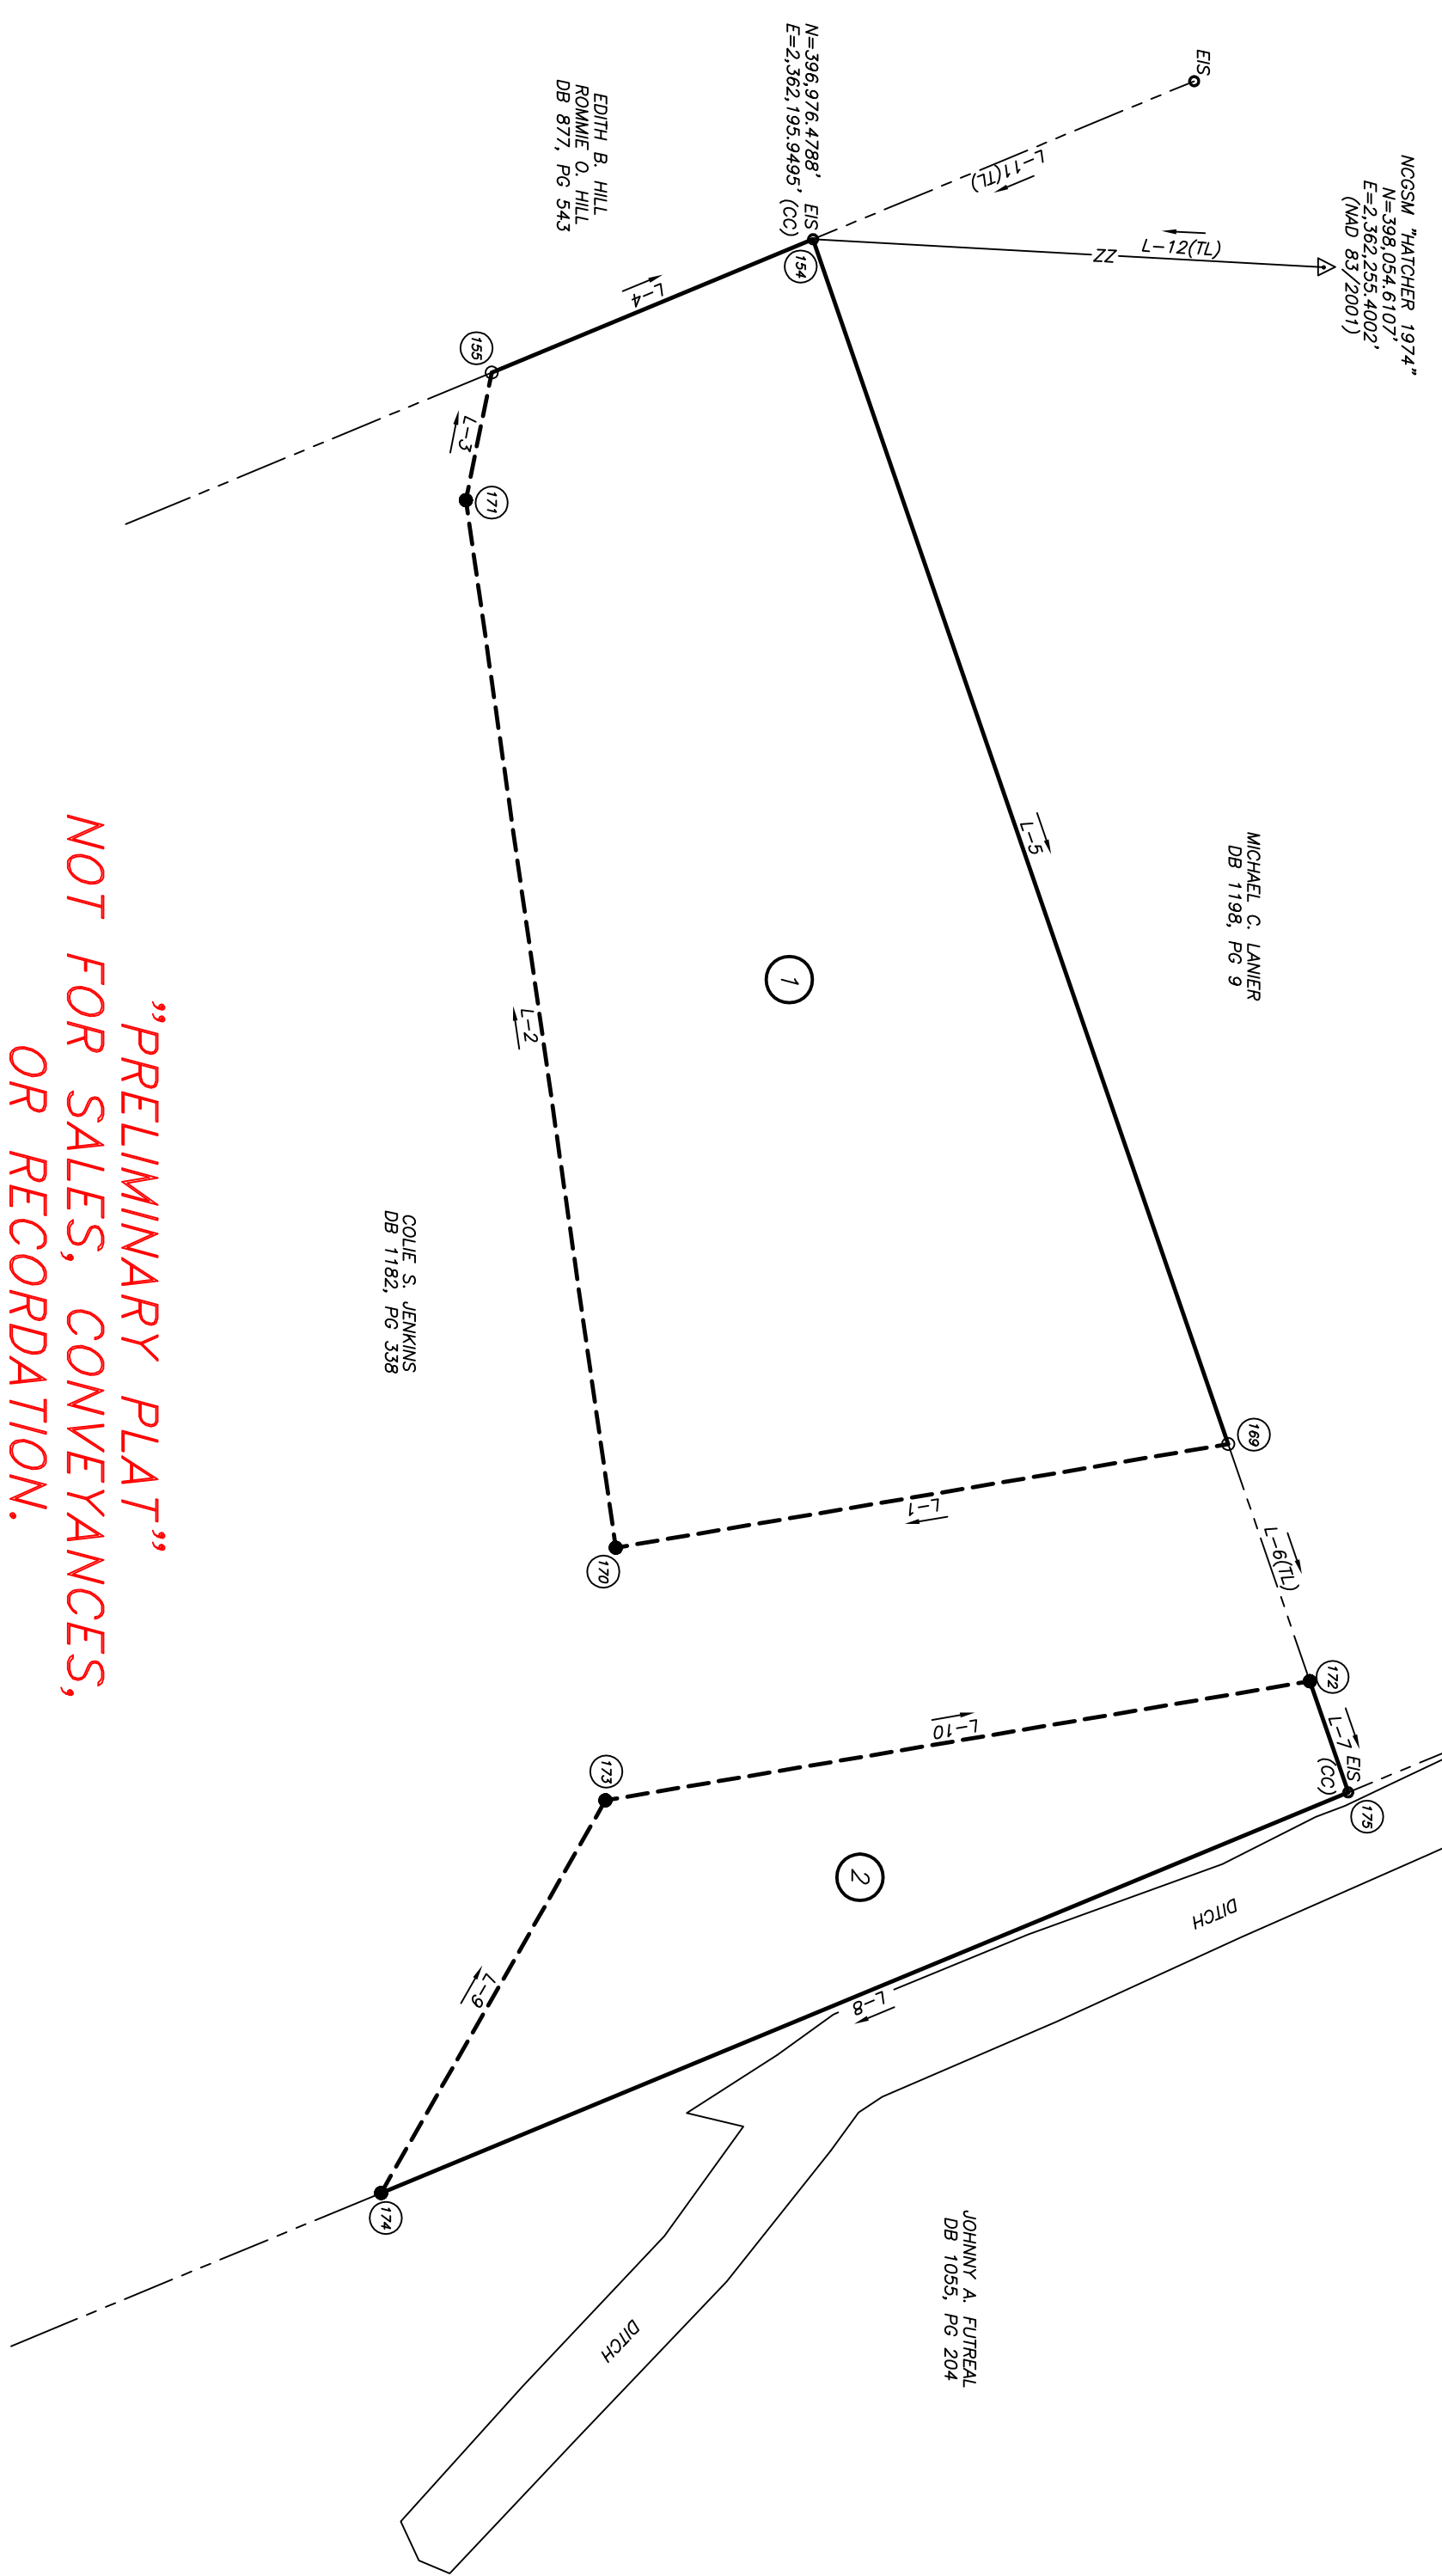 NCGSM "HATCHER 1974"
N=398,054.6107'
E=2,362,255.4002'
(NAD 83/2001)
EIS
L-11(TL)
L-12(TL)
ZZ
N=396,976.4788' EIS
E=2,362,195.9495' (CC)
154
EDITH B. HILL
ROMMIE O. HILL
DB 877, PG 543
L-4
155
L-3
171
L-5
MICHAEL C. LANIER
DB 1198, PG 9
1
L-2
COLIE S. JENKINS
DB 1182, PG 338
169
L-1
170
L-6(TL)
172
L-7
EIS
(CC)
175
L-10
173
2
L-9
L-8
174
DITCH
DITCH
JOHNNY A. FUTREAL
DB 1055, PG 204
"PRELIMINARY PLAT"
NOT FOR SALES, CONVEYANCES,
OR RECORDATION.